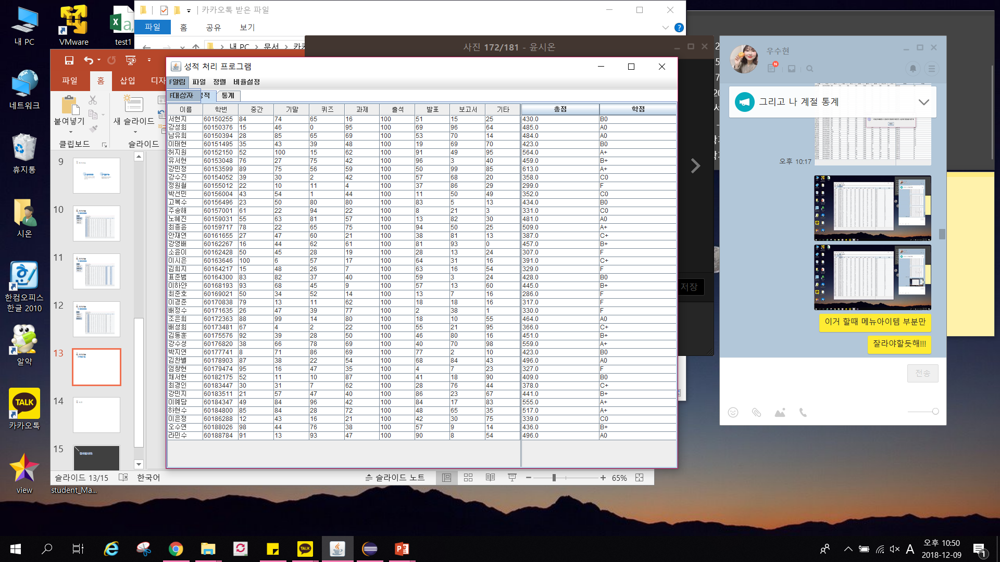 내 PC
VMware
test1
네트워크
휴지통
시온
한컴오피스
한글 2010
알약
카카오톡
view
student_Ma...
카카오톡 받은 파일
파일 홈 공유 보기
내 PC > 문서 >
사진 172/181 - 윤시온
저장
파일 홈 삽입
붙여넣기
새 슬라이드
클립보드
슬라이드
9
10
11
12
13
14
15
감사합니다
슬라이드 13/15 한국어
슬라이드 노트
65%
성적 처리 프로그램
F알림 파일 정렬 비율설정
F대상자 성적 통계
이름 학번 중간 기말 퀴즈 과제 출석 발표 보고서 기타 총점 학점
서현지 60150255 84 74 65 16 100 51 15 25 430.0 B0
강성희 60150376 15 46 0 95 100 69 96 64 485.0 A0
남유희 60150394 28 85 65 69 100 53 70 14 484.0 A0
이태현 60151495 35 43 39 48 100 19 69 70 423.0 B0
허지원 60152150 52 100 15 62 100 91 49 95 564.0 A+
유서현 60153048 76 27 75 42 100 96 3 40 459.0 B+
강민정 60153599 89 75 56 59 100 50 99 85 613.0 A+
강수진 60154052 39 30 2 42 100 57 68 20 358.0 C0
정원철 60155012 22 10 11 4 100 37 86 29 299.0 F
박선민 60156004 43 54 1 44 100 11 50 49 352.0 C0
고복수 60156496 23 50 80 80 100 83 5 13 434.0 B0
주송해 60157001 61 22 94 22 100 8 21 3 331.0 C0
노혜진 60159031 55 63 81 57 100 13 82 30 481.0 A0
최종윤 60159717 78 22 65 75 100 94 50 25 509.0 A+
안재연 60161655 27 47 60 21 100 38 81 13 387.0 C+
강영배 60162267 16 44 62 61 100 81 93 0 457.0 B+
소윤이 60162428 50 45 28 19 100 28 13 24 307.0 F
이시은 60163646 100 6 57 17 100 64 31 16 391.0 C+
김희지 60164217 15 48 26 7 100 63 16 54 329.0 F
표준범 60164300 83 82 37 40 100 59 3 24 428.0 B0
이하얀 60168193 93 68 45 9 100 57 13 60 445.0 B+
최준호 60169021 50 34 52 14 100 13 7 16 286.0 F
이경준 60170838 79 13 11 62 100 18 18 16 317.0 F
배정수 60171635 26 47 39 77 100 2 38 1 330.0 F
조은희 60172363 88 99 14 80 100 18 10 55 464.0 A0
배성희 60173481 67 4 2 22 100 55 21 95 366.0 C+
김동훈 60175576 92 39 28 50 100 46 80 16 451.0 B+
강수성 60176820 38 66 78 69 100 40 70 98 559.0 A+
박지연 60177741 8 71 86 69 100 77 2 10 423.0 B0
김찬별 60178903 87 38 22 54 100 68 84 43 496.0 A0
엄창현 60179474 95 16 47 35 100 4 7 23 327.0 F
채서현 60182175 52 11 10 87 100 41 18 90 409.0 B0
최경인 60183447 30 31 7 62 100 28 76 44 378.0 C+
강민지 60183511 21 57 47 40 100 86 23 67 441.0 B+
이예담 60184347 49 84 96 42 100 84 17 83 555.0 A+
하현수 60184800 85 84 28 72 100 48 65 35 517.0 A+
이은정 60186288 12 43 16 21 100 42 30 75 339.0 C0
오수연 60188026 98 44 76 38 100 57 9 14 436.0 B+
라민수 60188784 91 13 93 47 100 90 8 54 496.0 A0
우수현
그리고 나 계절 통계
오후 10:17
이거 할때 메뉴아이템 부분만
잘라야할듯해!!!
전송
A
오후 10:50
2018-12-09
1